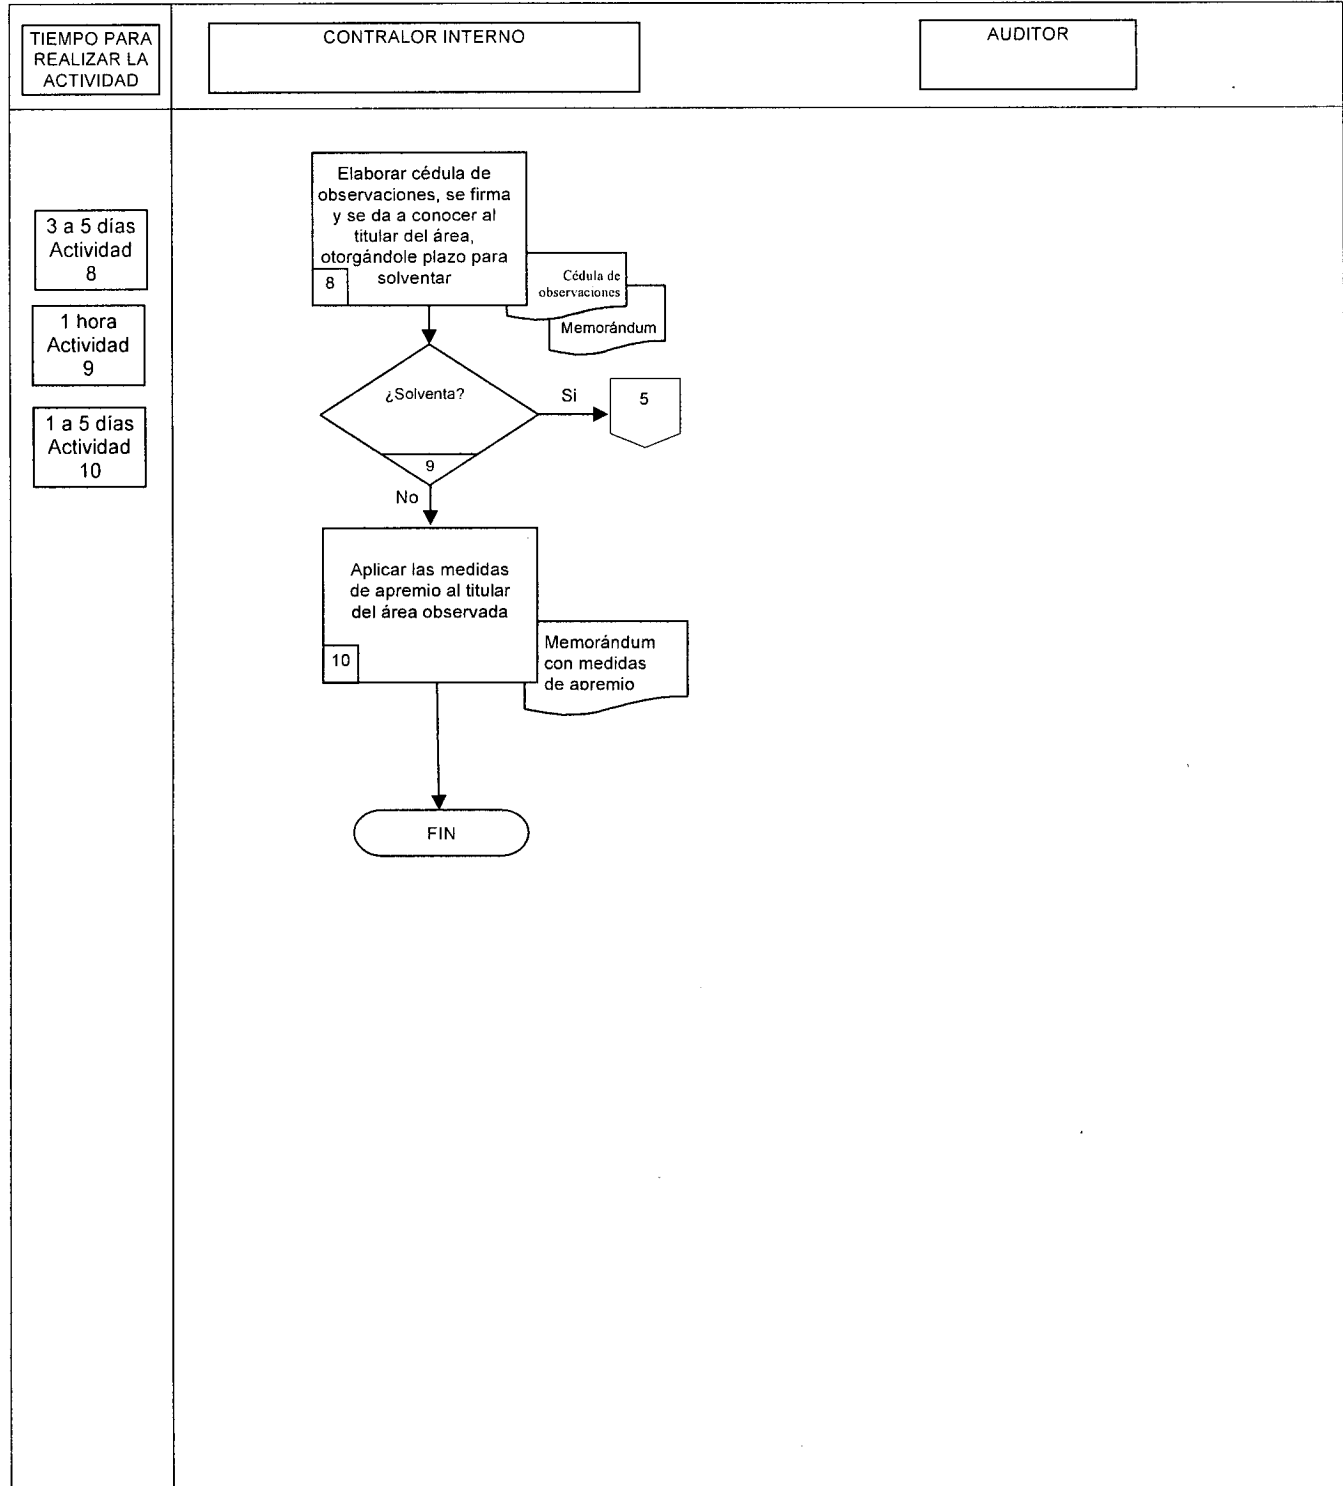 TIEMPO PARA
REALIZAR LA
ACTIVIDAD
CONTRALOR INTERNO
AUDITOR
3 a 5 días
Actividad
8
1 hora
Actividad
9
1 a 5 días
Actividad
10
Elaborar cédula de
observaciones, se firma
y se da a conocer al
titular del área,
otorgándole plazo para
solventar
8
Cédula de
observaciones
Memorándum
¿Solventa?
9
Si
5
No
Aplicar las medidas
de apremio al titular
del área observada
10
Memorándum
con medidas
de apremio
FIN